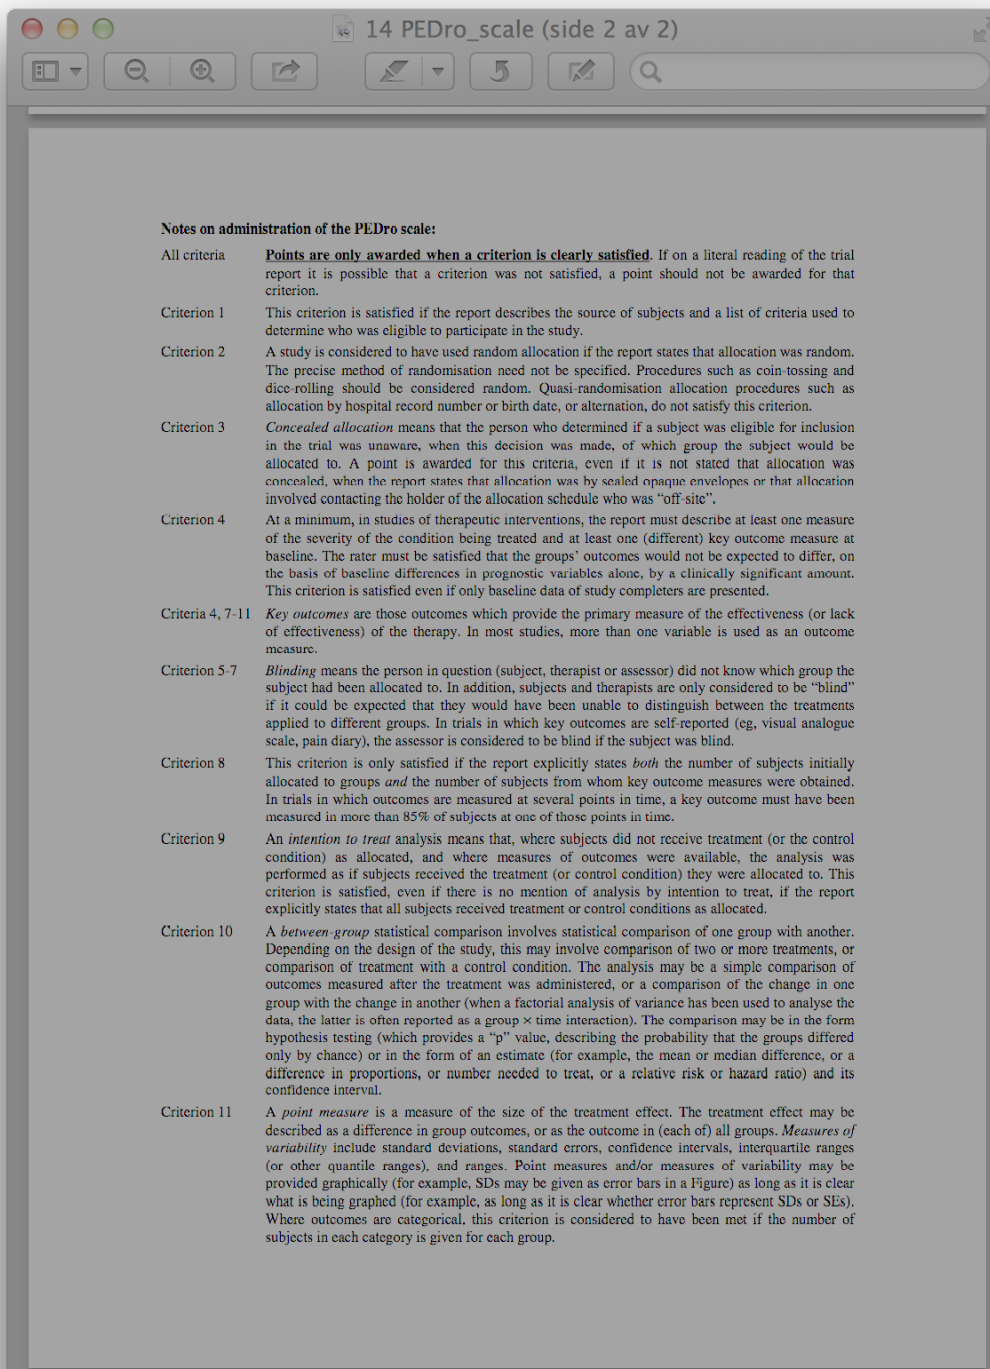 14 PEDro_scale (side 2 av 2)
Notes on administration of the PEDro scale:
All criteria Points are only awarded when a criterion is clearly satisfied. If on a literal reading of the trial
report it is possible that a criterion was not satisfied, a point should not be awarded for that
criterion.
Criterion 1 This criterion is satisfied if the report describes the source of subjects and a list of criteria used to
determine who was eligible to participate in the study.
Criterion 2 A study is considered to have used random allocation if the report states that allocation was random.
The precise method of randomisation need not be specified. Procedures such as coin-tossing and
dice-rolling should be considered random. Quasi-randomisation allocation procedures such as
allocation by hospital record number or birth date, or alternation, do not satisfy this criterion.
Criterion 3 Concealed allocation means that the person who determined if a subject was eligible for inclusion
in the trial was unaware, when this decision was made, of which group the subject would be
allocated to. A point is awarded for this criteria, even if it is not stated that allocation was
concealed, when the report states that allocation was by sealed opaque envelopes or that allocation
involved contacting the holder of the allocation schedule who was “off-site”.
Criterion 4 At a minimum, in studies of therapeutic interventions, the report must describe at least one measure
of the severity of the condition being treated and at least one (different) key outcome measure at
baseline. The rater must be satisfied that the groups’ outcomes would not be expected to differ, on
the basis of baseline differences in prognostic variables alone, by a clinically significant amount.
This criterion is satisfied even if only baseline data of study completers are presented.
Criteria 4, 7-11 Key outcomes are those outcomes which provide the primary measure of the effectiveness (or lack
of effectiveness) of the therapy. In most studies, more than one variable is used as an outcome
measure.
Criterion 5-7 Blinding means the person in question (subject, therapist or assessor) did not know which group the
subject had been allocated to. In addition, subjects and therapists are only considered to be “blind”
if it could be expected that they would have been unable to distinguish between the treatments
applied to different groups. In trials in which key outcomes are self-reported (eg, visual analogue
scale, pain diary), the assessor is considered to be blind if the subject was blind.
Criterion 8 This criterion is only satisfied if the report explicitly states both the number of subjects initially
allocated to groups and the number of subjects from whom key outcome measures were obtained.
In trials in which outcomes are measured at several points in time, a key outcome must have been
measured in more than 85% of subjects at one of those points in time.
Criterion 9 An intention to treat analysis means that, where subjects did not receive treatment (or the control
condition) as allocated, and where measures of outcomes were available, the analysis was
performed as if subjects received the treatment (or control condition) they were allocated to. This
criterion is satisfied, even if there is no mention of analysis by intention to treat, if the report
explicitly states that all subjects received treatment or control conditions as allocated.
Criterion 10 A between-group statistical comparison involves statistical comparison of one group with another.
Depending on the design of the study, this may involve comparison of two or more treatments, or
comparison of treatment with a control condition. The analysis may be a simple comparison of
outcomes measured after the treatment was administered, or a comparison of the change in one
group with the change in another (when a factorial analysis of variance has been used to analyse the
data, the latter is often reported as a group × time interaction). The comparison may be in the form
hypothesis testing (which provides a “p” value, describing the probability that the groups differed
only by chance) or in the form of an estimate (for example, the mean or median difference, or a
difference in proportions, or number needed to treat, or a relative risk or hazard ratio) and its
confidence interval.
Criterion 11 A point measure is a measure of the size of the treatment effect. The treatment effect may be
described as a difference in group outcomes, or as the outcome in (each of) all groups. Measures of
variability include standard deviations, standard errors, confidence intervals, interquartile ranges
(or other quantile ranges), and ranges. Point measures and/or measures of variability may be
provided graphically (for example, SDs may be given as error bars in a Figure) as long as it is clear
what is being graphed (for example, as long as it is clear whether error bars represent SDs or SEs).
Where outcomes are categorical, this criterion is considered to have been met if the number of
subjects in each category is given for each group.